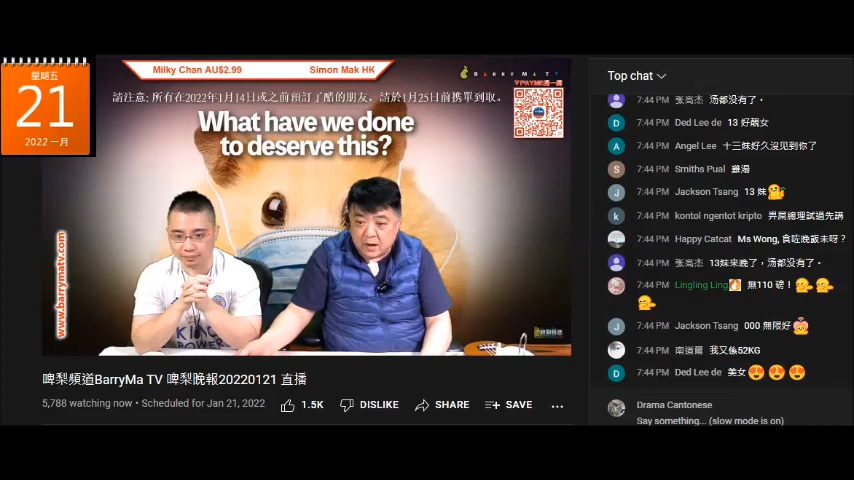 星期五
21
2022 一月
Milky Chan AU$2.99
Simon Mak HK
BARRYMA TV
請注意: 所有在2022年1月14日或之前預訂了醋的朋友，請於1月25日前携單到取。
What have we done
to deserve this?
www.barrymatv.com
KING
POWER
啤梨頻道BarryMa TV 啤梨晚報20220121 直播
5,788 watching now • Scheduled for Jan 21, 2022
1.5K
DISLIKE
SHARE
SAVE
Top chat
7:44 PM 张高杰 汤都没有了。
7:44 PM Ded Lee de 13 好靚女
7:44 PM Angel Lee 十三妹好久沒见到你了
7:44 PM Smiths Pual 雞湯
7:44 PM Jackson Tsang 13 妹
7:44 PM kontol ngentot kripto 畀局總理試過先講
7:44 PM Happy Catcat Ms Wong, 食咗晚飯未呀？
7:44 PM 张高杰 13妹来晚了，汤都没有了。
7:44 PM Lingling Ling 無110 磅！
7:44 PM Jackson Tsang 000 無限好
7:44 PM 南道爾 我又係52KG
7:44 PM Ded Lee de 美女
Drama Cantonese
Say something... (slow mode is on)